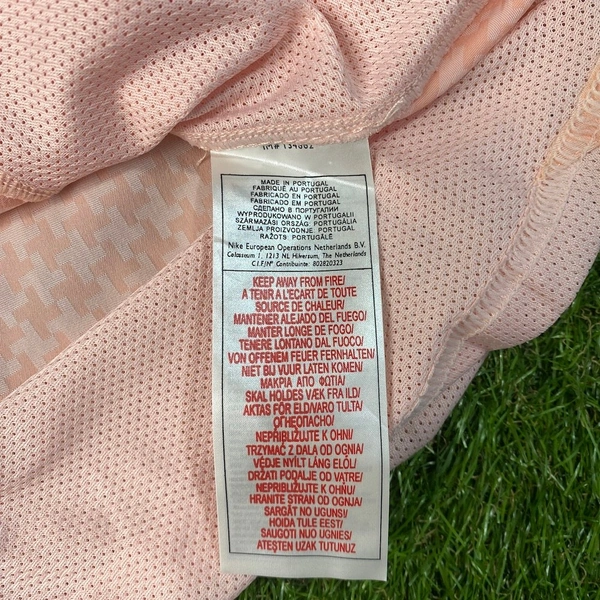 MADE IN PORTUGAL
FABRIQUÉ AU PORTUGAL
FABRICADO EN PORTUGAL
FABRICADO EM PORTUGAL
СДЕЛАНО В ПОРТУГАЛИИ
WYPRODUKOWANO W PORTUGALII
SZÁRMAZÁSI ORSZÁG: PORTUGÁLIA
ZEMLJA PROIZVODNJE: PORTUGAL
RAŽOTS PORTUGĀLĒ
Nike European Operations Netherlands B.V.
Colosseum 1, 1213 NL Hilversum, The Netherlands
C.I.F/Nº Contribuinte: 802820323
KEEP AWAY FROM FIRE/
A TENIR A L'ECART DE TOUTE
SOURCE DE CHALEUR/
MANTENER ALEJADO DEL FUEGO/
MANTER LONGE DE FOGO/
TENERE LONTANO DAL FUOCO/
VON OFFENEM FEUER FERNHALTEN/
NIET BIJ VUUR LATEN KOMEN/
ΜΑΚΡΙΑ ΑΠΟ ΦΩΤΙΑ/
SKAL HOLDES VÆK FRA ILD/
AKTAS FÖR ELD/VARO TULTA/
ОГНЕОПАСНО/
NEPRIBLIŽUJTE K OHNI/
TRZYMAĆ Z DALA OD OGNIA/
VÉDJE NYÍLT LÁNG ELŐL/
DRŽATI PODALJE OD VATRE/
NEPŘIBLIŽUJTE K OHNU/
HRANITE STRAN OD OGNJA/
SARGĀT NO UGUNS/
HOIDA TULE EEST/
SAUGOTI NUO UGNIES/
ATEŞTEN UZAK TUTUNUZ